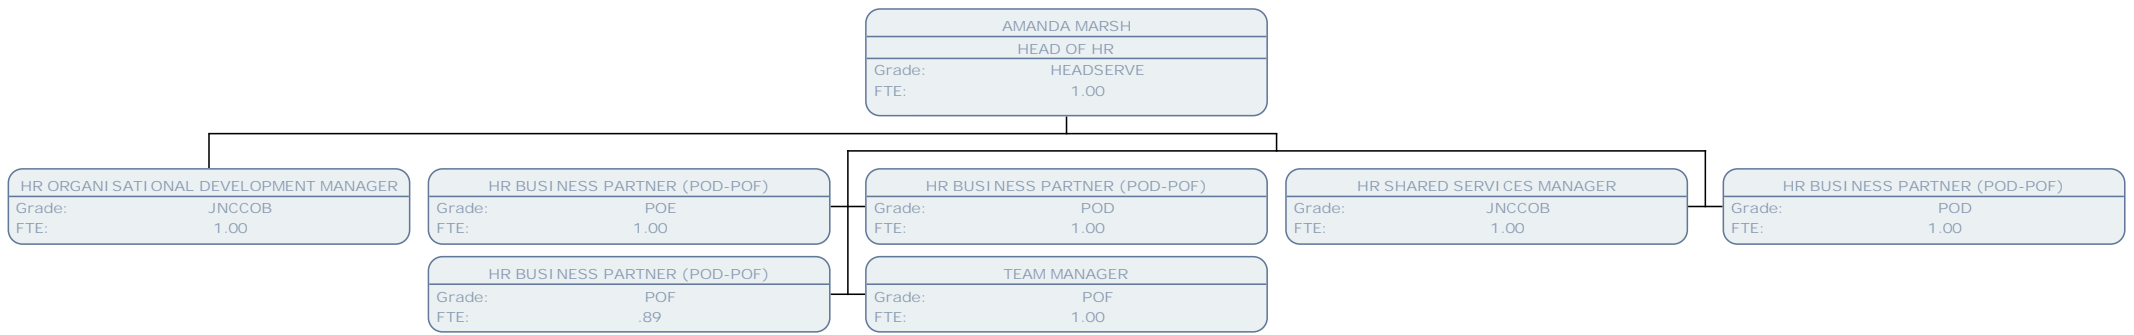 AMANDA MARSH
HEAD OF HR
Grade: HEADSERVE
FTE: 1.00
HR ORGANISATIONAL DEVELOPMENT MANAGER
Grade: JNCCOB
FTE: 1.00
HR BUSINESS PARTNER (POD-POF)
Grade: POE
FTE: 1.00
HR BUSINESS PARTNER (POD-POF)
Grade: POD
FTE: 1.00
HR SHARED SERVICES MANAGER
Grade: JNCCOB
FTE: 1.00
HR BUSINESS PARTNER (POD-POF)
Grade: POD
FTE: 1.00
HR BUSINESS PARTNER (POD-POF)
Grade: POF
FTE: .89
TEAM MANAGER
Grade: POF
FTE: 1.00